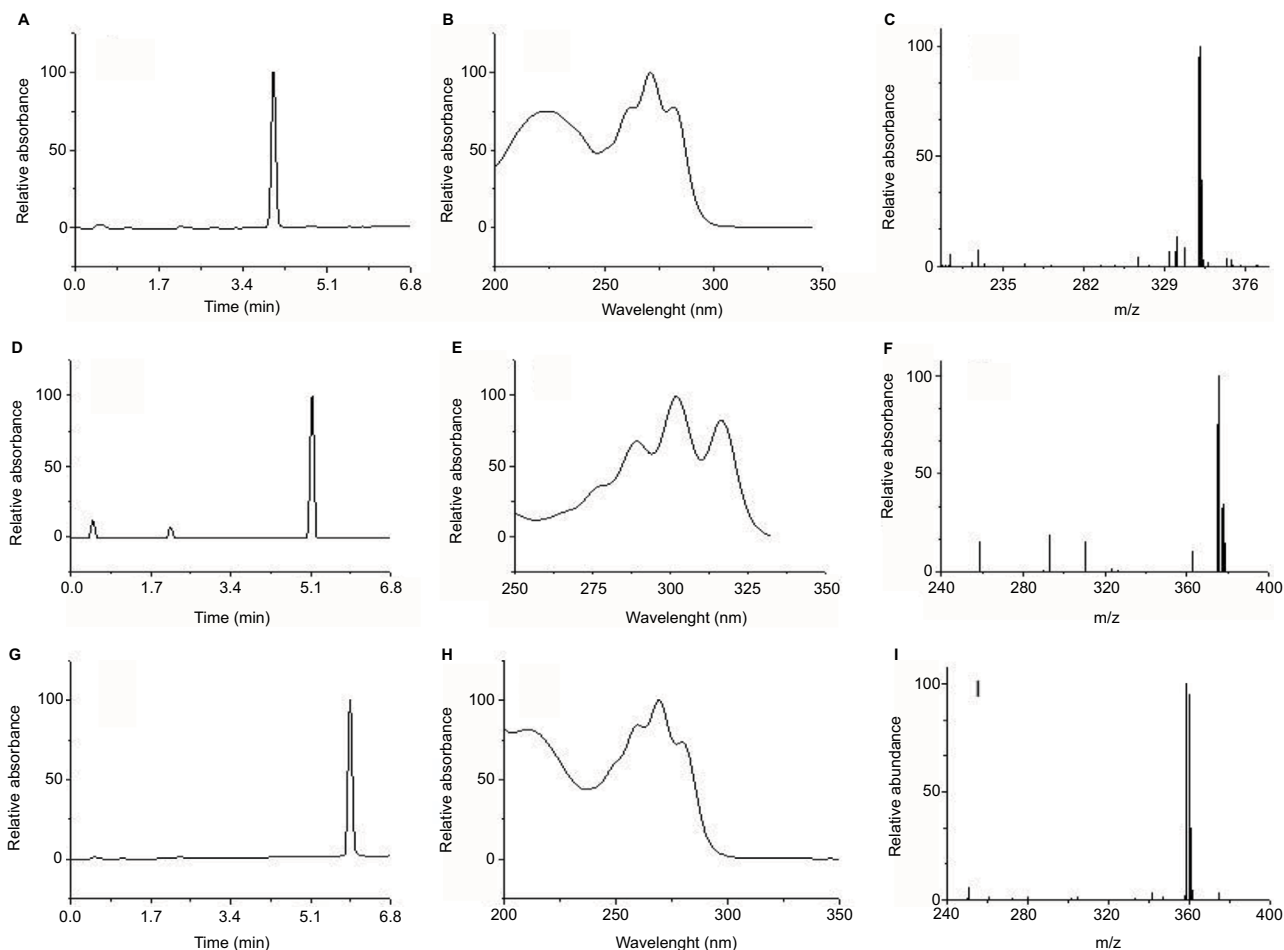 A
Relative absorbance
100
50
0
0.0 1.7 3.4 5.1 6.8
Time (min)
B
Relative absorbance
100
50
0
200 250 300 350
Wavelenght (nm)
C
Relative absorbance
100
50
0
235 282 329 376
m/z
D
Relative absorbance
100
50
0
0.0 1.7 3.4 5.1 6.8
Time (min)
E
Relative absorbance
100
50
0
250 275 300 325 350
Wavelenght (nm)
F
Relative absorbance
100
50
0
240 280 320 360 400
m/z
G
Relative absorbance
100
50
0
0.0 1.7 3.4 5.1 6.8
Time (min)
H
Relative absorbance
100
50
0
200 250 300 350
Wavelenght (nm)
I
Relative abundance
100
50
0
240 280 320 360 400
m/z